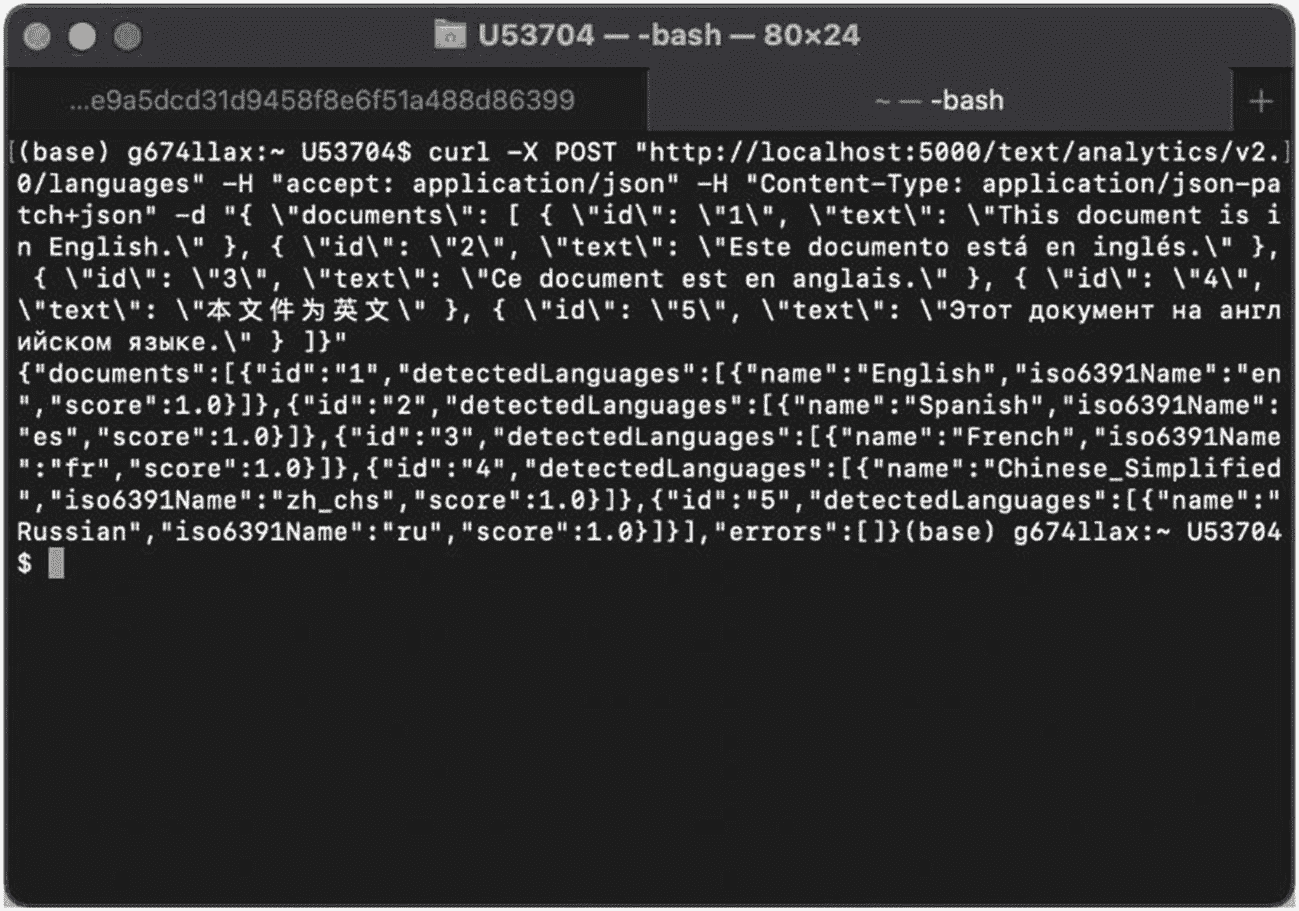 U53704 — -bash — 80×24
...e9a5dcd31d9458f8e6f51a488d86399
~ — -bash
+
[(base) g674llax:~ U53704$ curl -X POST "http://localhost:5000/text/analytics/v2.]
0/languages" -H "accept: application/json" -H "Content-Type: application/json-pa
tch+json" -d "{ \"documents\": [ { \"id\": \"1\", \"text\": \"This document is i
n English.\" }, { \"id\": \"2\", \"text\": \"Este documento está en inglés.\" },
 { \"id\": \"3\", \"text\": \"Ce document est en anglais.\" }, { \"id\": \"4\",
\"text\": \"本文件为英文\" }, { \"id\": \"5\", \"text\": \"Этот документ на англ
ийском языке.\" } ]}"
{"documents":[{"id":"1","detectedLanguages":[{"name":"English","iso6391Name":"en
","score":1.0}]},{"id":"2","detectedLanguages":[{"name":"Spanish","iso6391Name":
"es","score":1.0}]},{"id":"3","detectedLanguages":[{"name":"French","iso6391Name
":"fr","score":1.0}]},{"id":"4","detectedLanguages":[{"name":"Chinese_Simplified
","iso6391Name":"zh_chs","score":1.0}]},{"id":"5","detectedLanguages":[{"name":"
Russian","iso6391Name":"ru","score":1.0}]}],"errors":[]}(base) g674llax:~ U53704
$